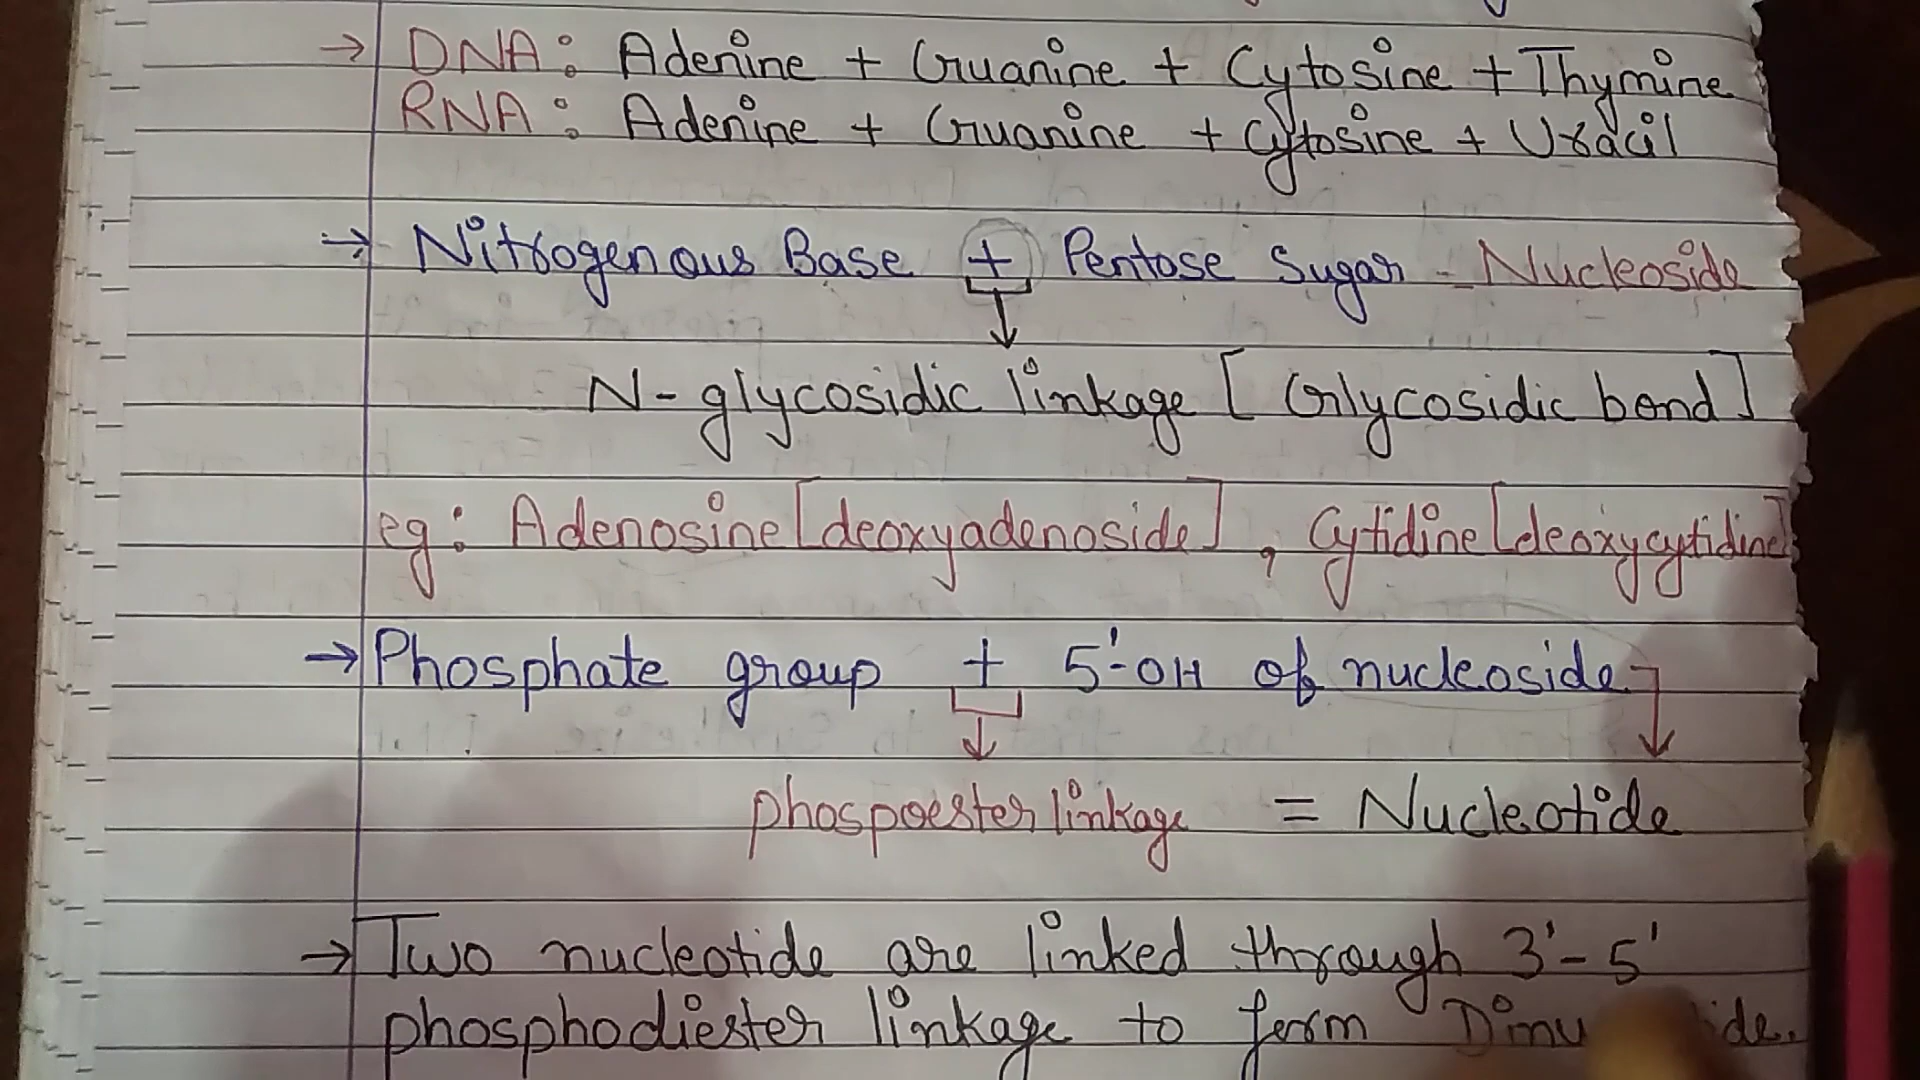 → DNA: Adenine + Guanine + Cytosine + Thymine
RNA: Adenine + Guanine + Cytosine + Uracil
→ Nitrogenous Base + Pentose Sugar - Nucleoside
↓
N-glycosidic linkage [Glycosidic bond]
eg: Adenosine [deoxyadenoside], Cytidine [deoxycytidine]
→ Phosphate group + 5'-OH of nucleoside
↓ ↓
phospoester linkage = Nucleotide
→ Two nucleotide are linked through 3'-5'
phosphodiester linkage to form